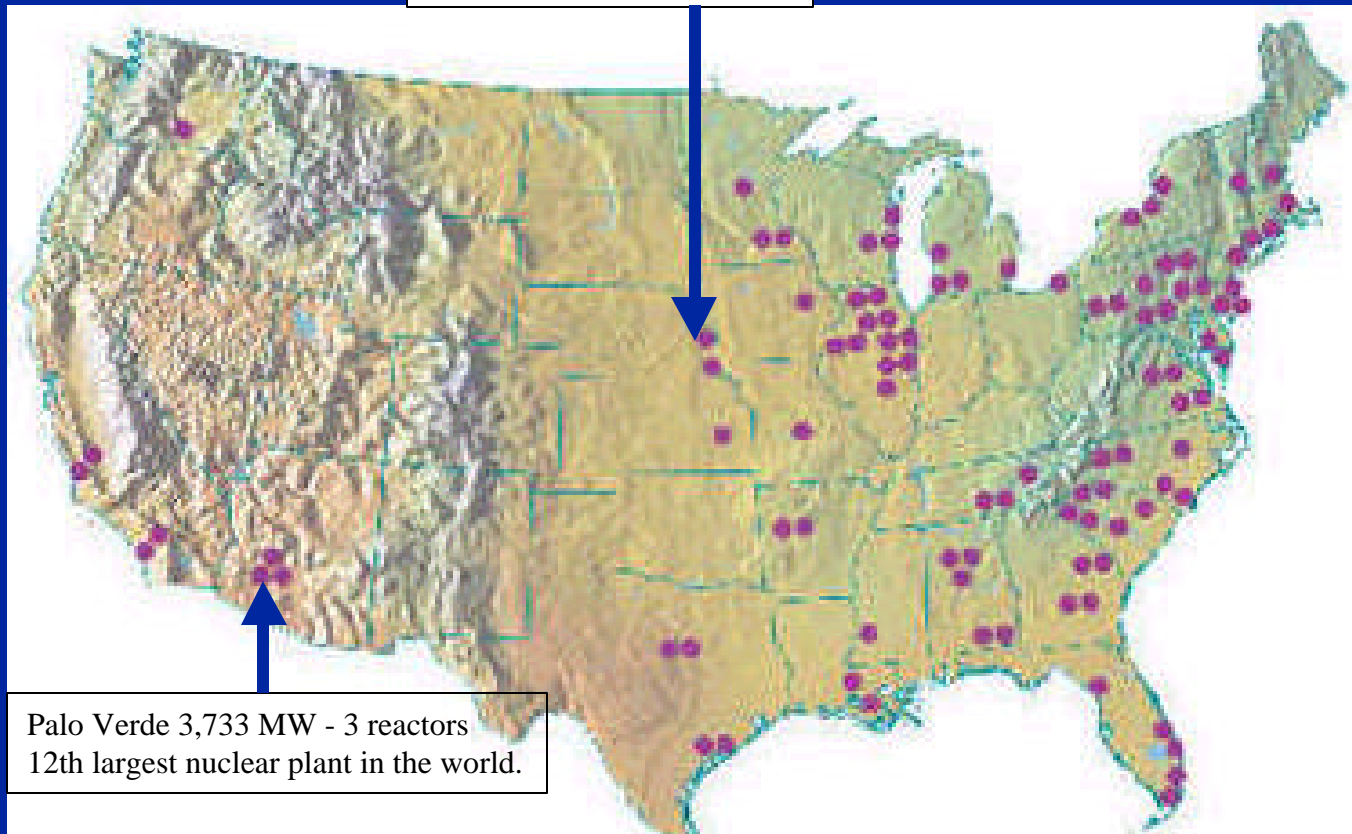 Palo Verde 3,733 MW - 3 reactors
12th largest nuclear plant in the world.